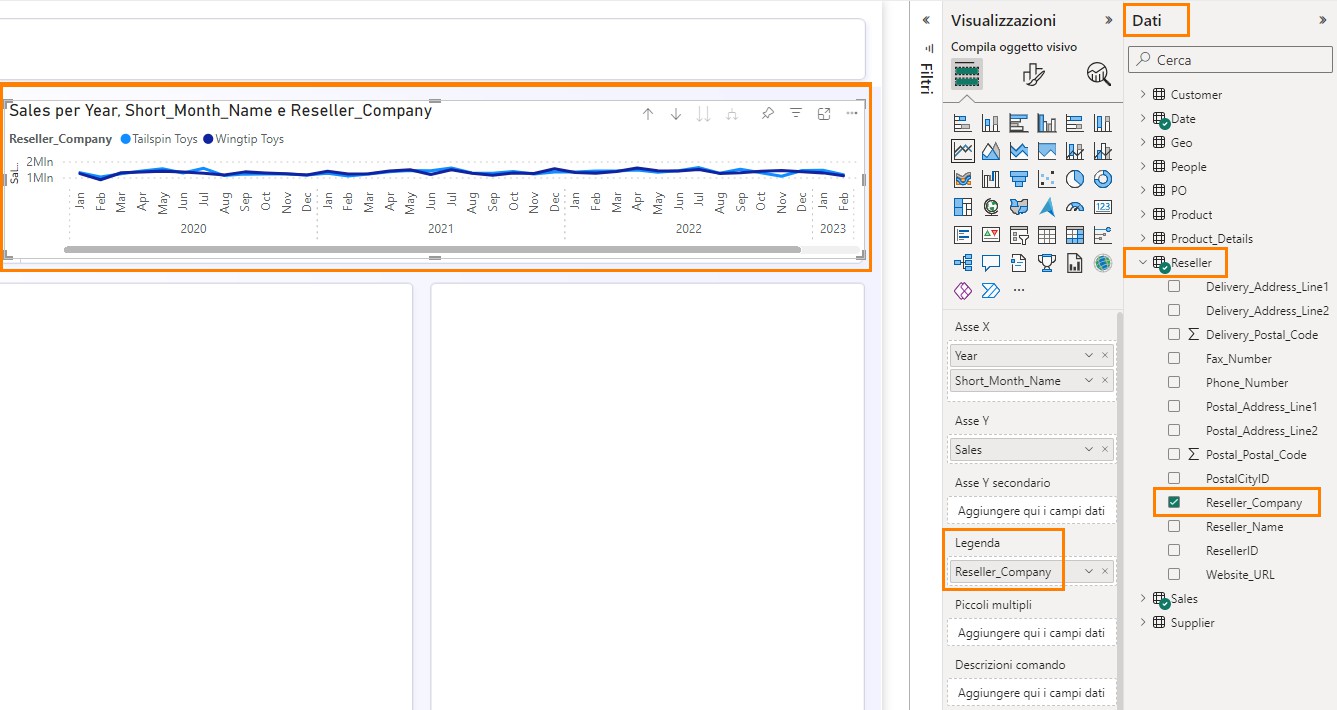 Sales per Year, Short_Month_Name e Reseller_Company
Reseller_Company Tailspin Toys Wingtip Toys
Sal...
2Mln
1Mln
Jan Feb Mar Apr May Jun Jul Aug Sep Oct Nov Dec Jan Feb Mar Apr May Jun Jul Aug Sep Oct Nov Dec Jan Feb Mar Apr May Jun Jul Aug Sep Oct Nov Dec Jan Feb
2020 2021 2022 2023
Filtri
Visualizzazioni
Compila oggetto visivo
123
Asse X
Year
Short_Month_Name
Asse Y
Sales
Asse Y secondario
Aggiungere qui i campi dati
Legenda
Reseller_Company
Piccoli multipli
Aggiungere qui i campi dati
Descrizioni comando
Aggiungere qui i campi dati
Dati
Cerca
Customer
Date
Geo
People
PO
Product
Product_Details
Reseller
Delivery_Address_Line1
Delivery_Address_Line2
Delivery_Postal_Code
Fax_Number
Phone_Number
Postal_Address_Line1
Postal_Address_Line2
Postal_Postal_Code
PostalCityID
Reseller_Company
Reseller_Name
ResellerID
Website_URL
Sales
Supplier